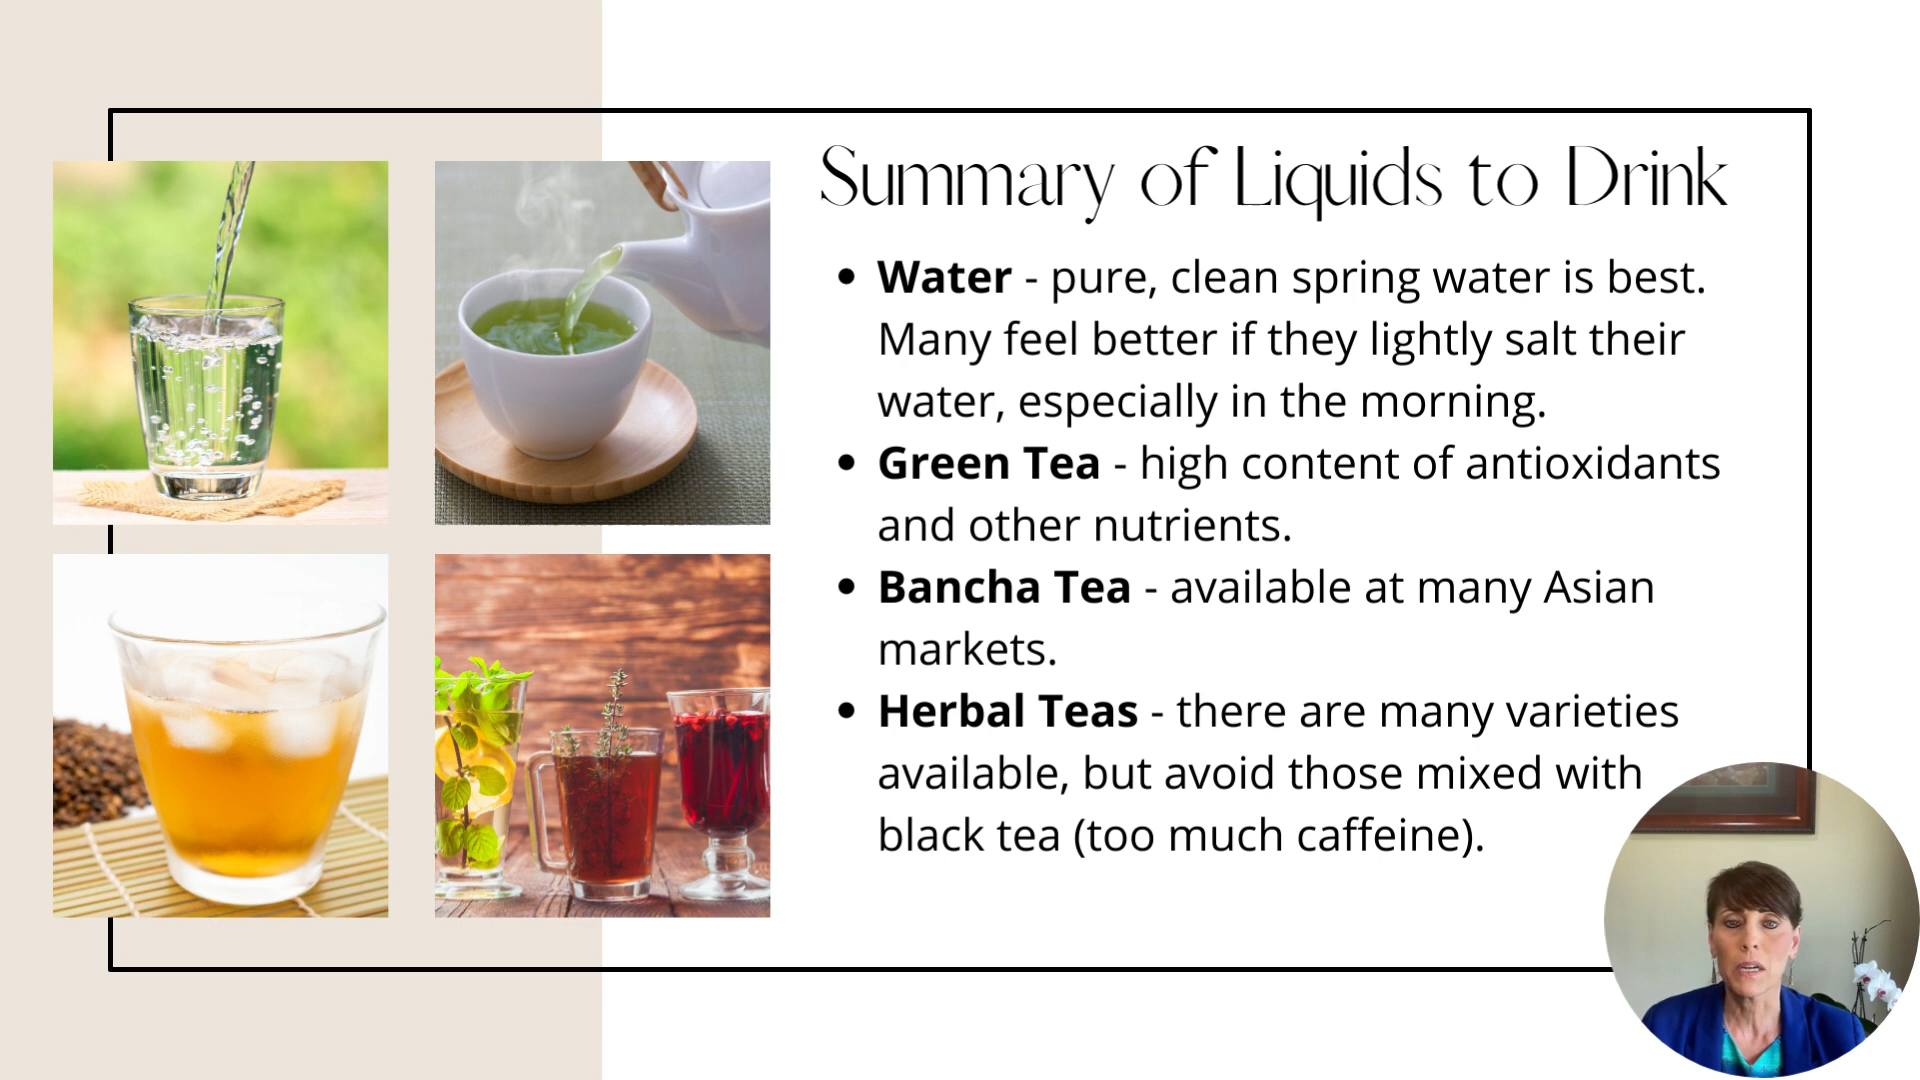 Summary of Liquids to Drink
• Water - pure, clean spring water is best.
Many feel better if they lightly salt their
water, especially in the morning.
• Green Tea - high content of antioxidants
and other nutrients.
• Bancha Tea - available at many Asian
markets.
• Herbal Teas - there are many varieties
available, but avoid those mixed with
black tea (too much caffeine).